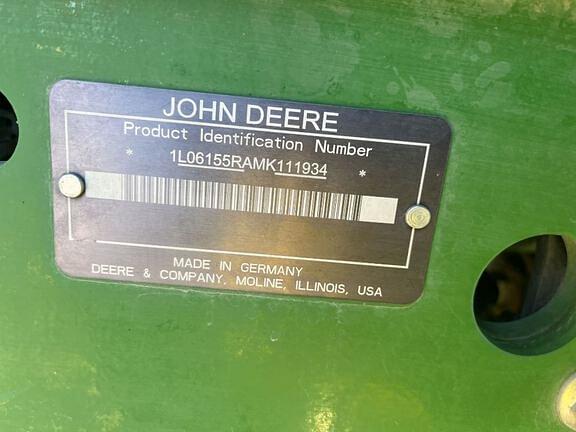 JOHN DEERE
Product Identification Number
* 1L06155RAMK111934 *
MADE IN GERMANY
DEERE & COMPANY, MOLINE, ILLINOIS, USA